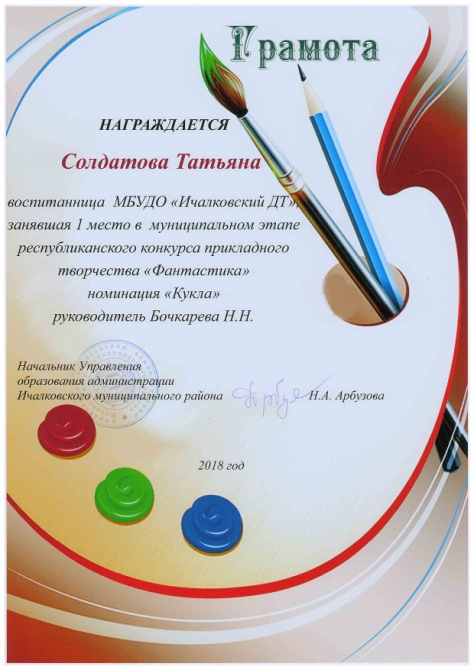 Грамота
НАГРАЖДАЕТСЯ
Солдатова Татьяна
воспитанница МБУДО «Ичалковский ДТ»,
занявшая 1 место в муниципальном этапе
республиканского конкурса прикладного
творчества «Фантастика»
номинация «Кукла»
руководитель Бочкарева Н.Н.
Начальник Управления
образования администрации
Ичалковского муниципального района Н.А. Арбузова
2018 год